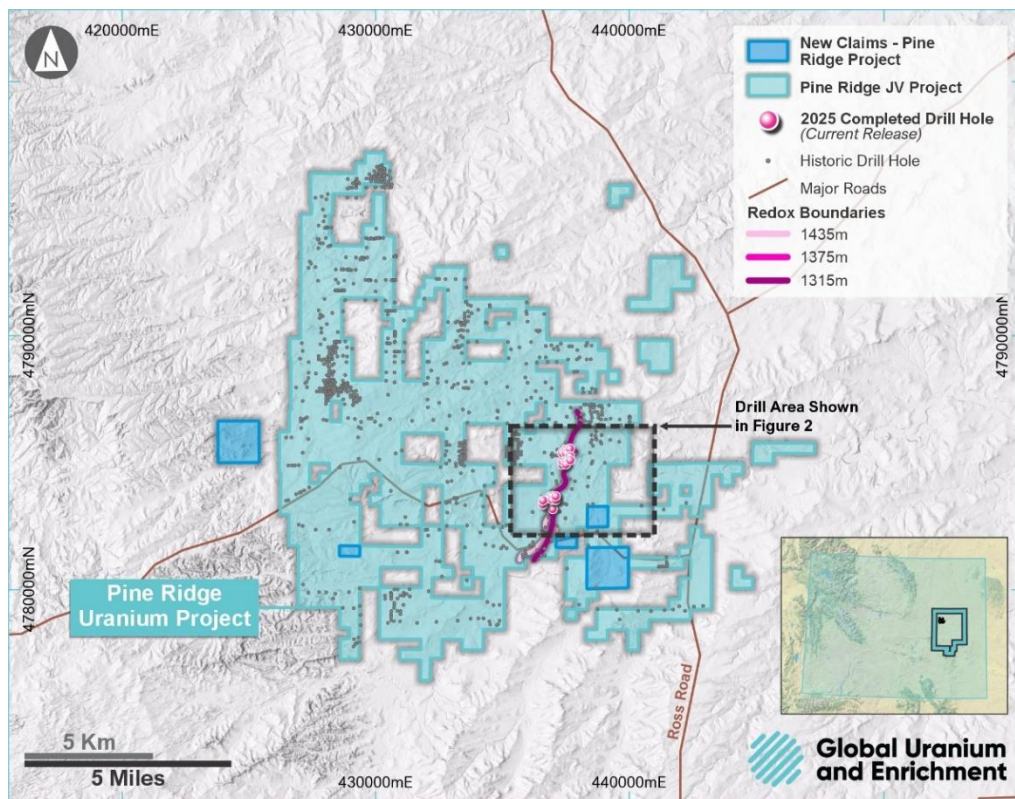 420000mE
430000mE
440000mE
N
New Claims - Pine
Ridge Project
Pine Ridge JV Project
2025 Completed Drill Hole
(Current Release)
Historic Drill Hole
Major Roads
Redox Boundaries
1435m
1375m
1315m
4790000mN
4790000mN
Drill Area Shown
in Figure 2
4780000mN
Pine Ridge
Uranium Project
Ross Road
5 Km
5 Miles
430000mE
440000mE
Global Uranium
and Enrichment